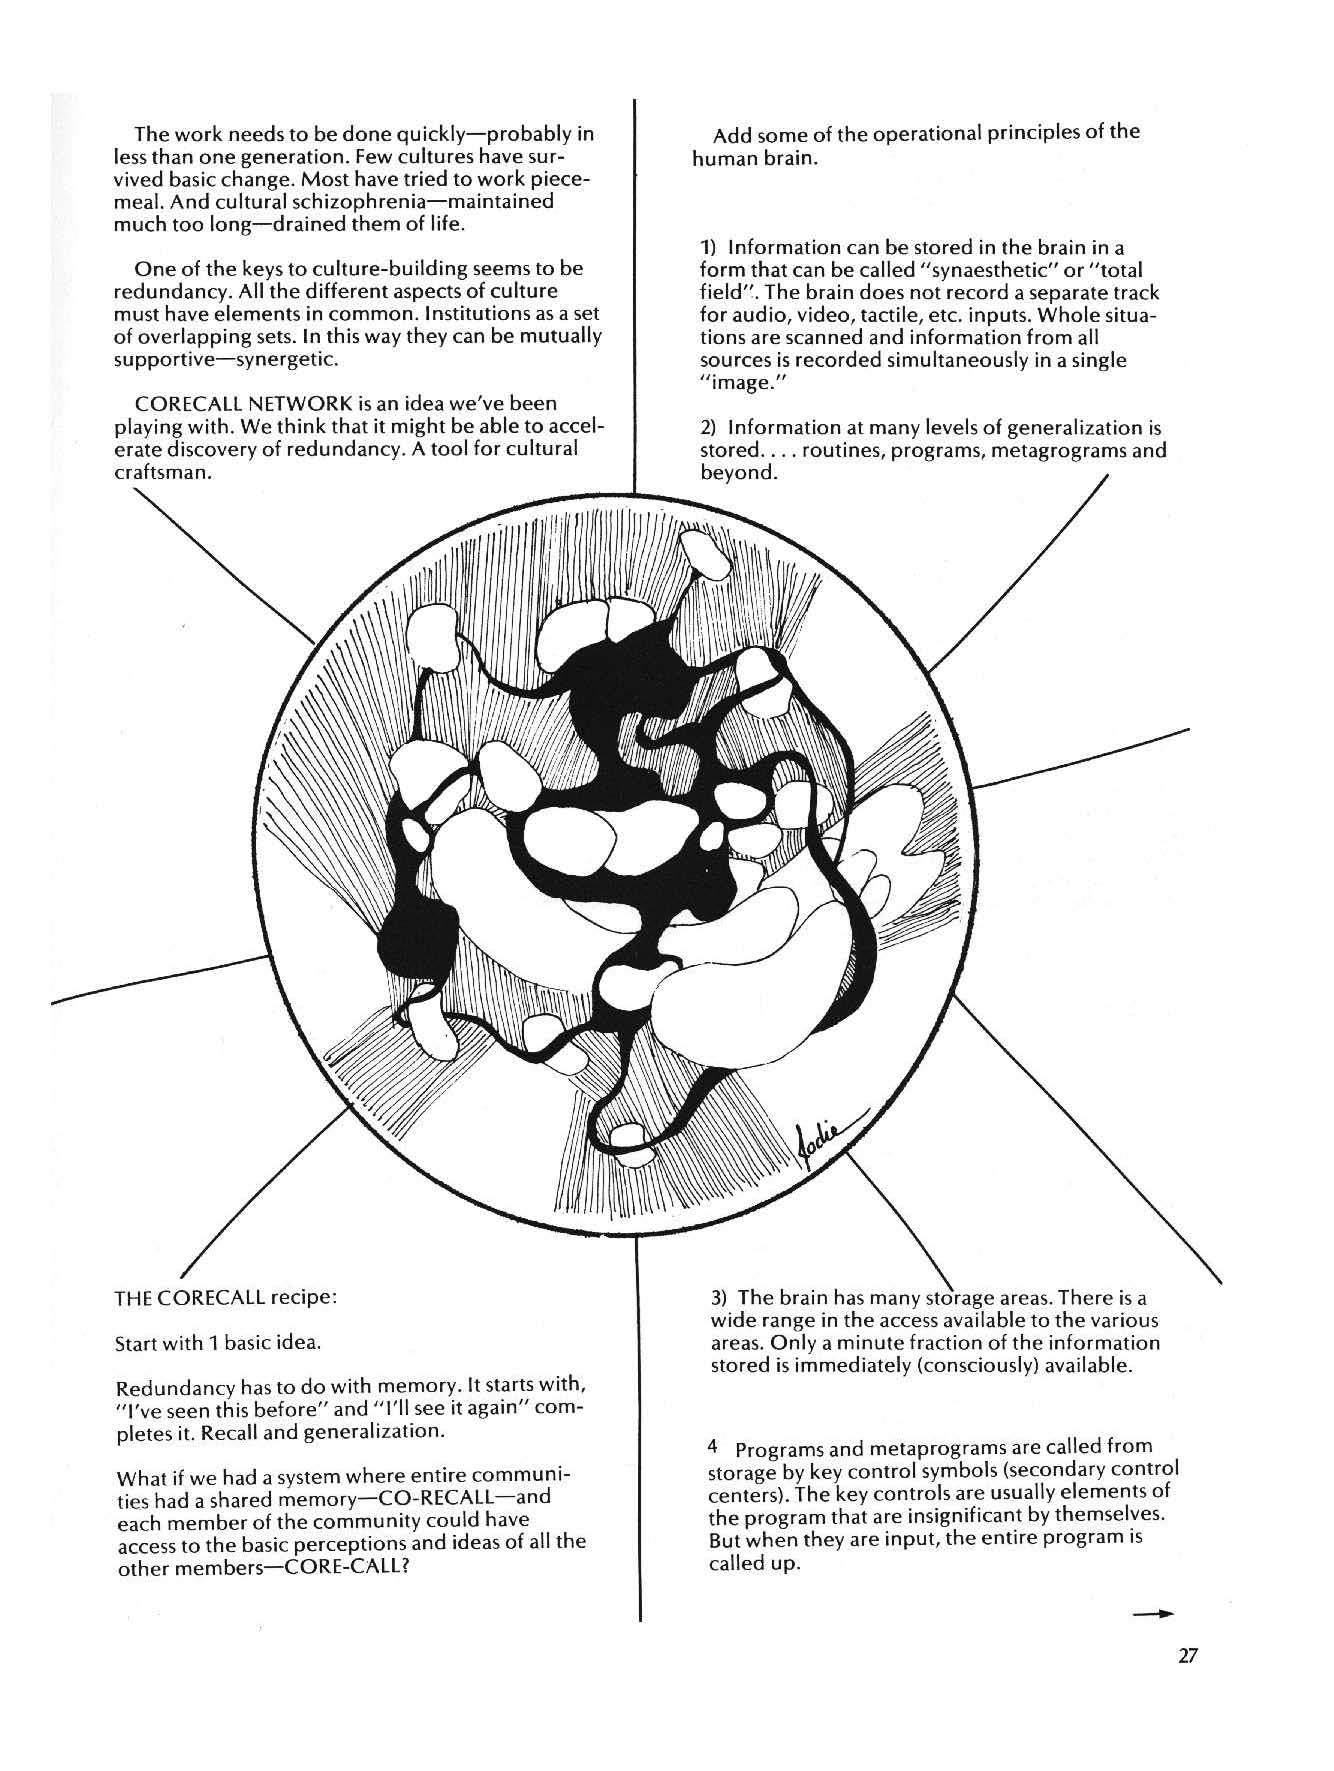 The work needs to be done quickly—probably in
less than one generation. Few cultures have sur-
vived basic change. Most have tried to work piece-
meal. And cultural schizophrenia—maintained
much too long—drained them of life.
One of the keys to culture-building seems to be
redundancy. All the different aspects of culture
must have elements in common. Institutions as a set
of overlapping sets. In this way they can be mutually
supportive—synergetic.
CORECALL NETWORK is an idea we've been
playing with. We think that it might be able to accel-
erate discovery of redundancy. A tool for cultural
craftsman.
THE CORECALL recipe:
Start with 1 basic idea.
Redundancy has to do with memory. It starts with,
"I've seen this before" and "I'll see it again" com-
pletes it. Recall and generalization.
What if we had a system where entire communi-
ties had a shared memory—CO-RECALL—and
each member of the community could have
access to the basic perceptions and ideas of all the
other members—CORE-CALL?
Add some of the operational principles of the
human brain.
1) Information can be stored in the brain in a
form that can be called "synaesthetic" or "total
field". The brain does not record a separate track
for audio, video, tactile, etc. inputs. Whole situa-
tions are scanned and information from all
sources is recorded simultaneously in a single
"image."
2) Information at many levels of generalization is
stored. . . . routines, programs, metagrograms and
beyond.
Jodie
3) The brain has many storage areas. There is a
wide range in the access available to the various
areas. Only a minute fraction of the information
stored is immediately (consciously) available.
4 Programs and metaprograms are called from
storage by key control symbols (secondary control
centers). The key controls are usually elements of
the program that are insignificant by themselves.
But when they are input, the entire program is
called up.
27